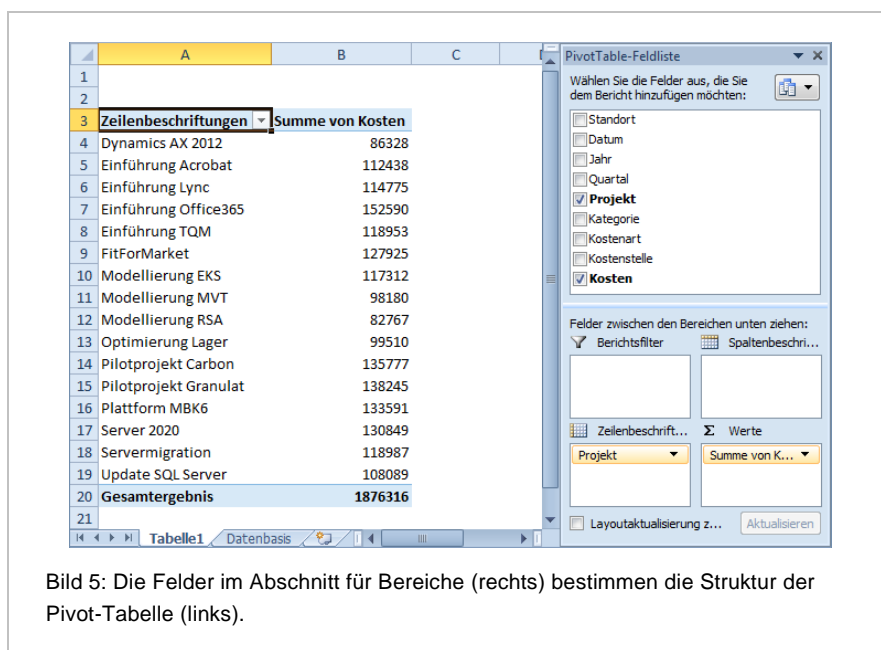 A B C
PivotTable-Feldliste
1
Wählen Sie die Felder aus, die Sie
dem Bericht hinzufügen möchten:
2
3 Zeilenbeschriftungen Summe von Kosten
4 Dynamics AX 2012 86328
5 Einführung Acrobat 112438
6 Einführung Lync 114775
7 Einführung Office365 152590
8 Einführung TQM 118953
9 FitForMarket 127925
10 Modellierung EKS 117312
11 Modellierung MVT 98180
12 Modellierung RSA 82767
13 Optimierung Lager 99510
14 Pilotprojekt Carbon 135777
15 Pilotprojekt Granulat 138245
16 Plattform MBK6 133591
17 Server 2020 130849
18 Servermigration 118987
19 Update SQL Server 108089
20 Gesamtergebnis 1876316
21
Tabelle1 Datenbasis
Standort
Datum
Jahr
Quartal
Projekt
Kategorie
Kostenart
Kostenstelle
Kosten
Felder zwischen den Bereichen unten ziehen:
Berichtsfilter Spaltenbeschri...
Zeilenbeschrift... Σ Werte
Projekt Summe von K...
Layoutaktualisierung z... Aktualisieren
Bild 5: Die Felder im Abschnitt für Bereiche (rechts) bestimmen die Struktur der
Pivot-Tabelle (links).